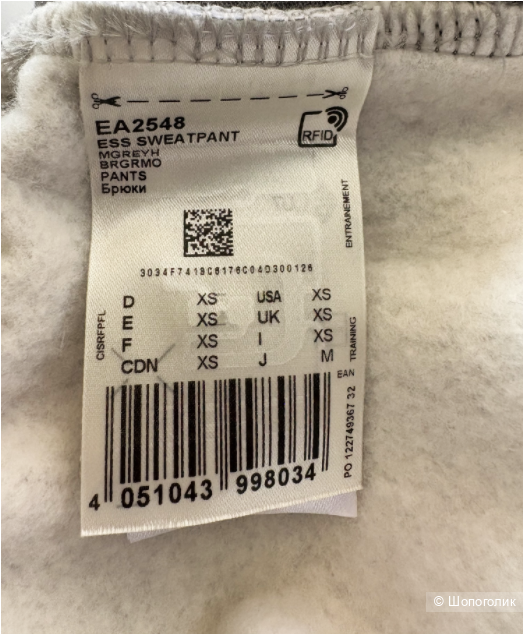 EA2548
RFID
ESS SWEATPANT
MGREYH
BRGRMO
PANTS
Брюки
ENTRAINEMENT
3034F7418C6176C04D300126
D XS USA XS
E XS UK XS
F XS I XS
CDN XS J M
CISRFPFL
TRAINING
EAN
PO 122749367 32
4 051043 998034
© Шопоголик